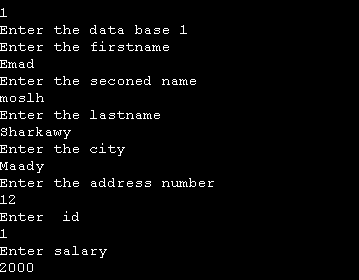 1
Enter the data base 1
Enter the firstname
Emad
Enter the seconed name
moslh
Enter the lastname
Sharkawy
Enter the city
Maady
Enter the address number
12
Enter  id
1
Enter salary
2000